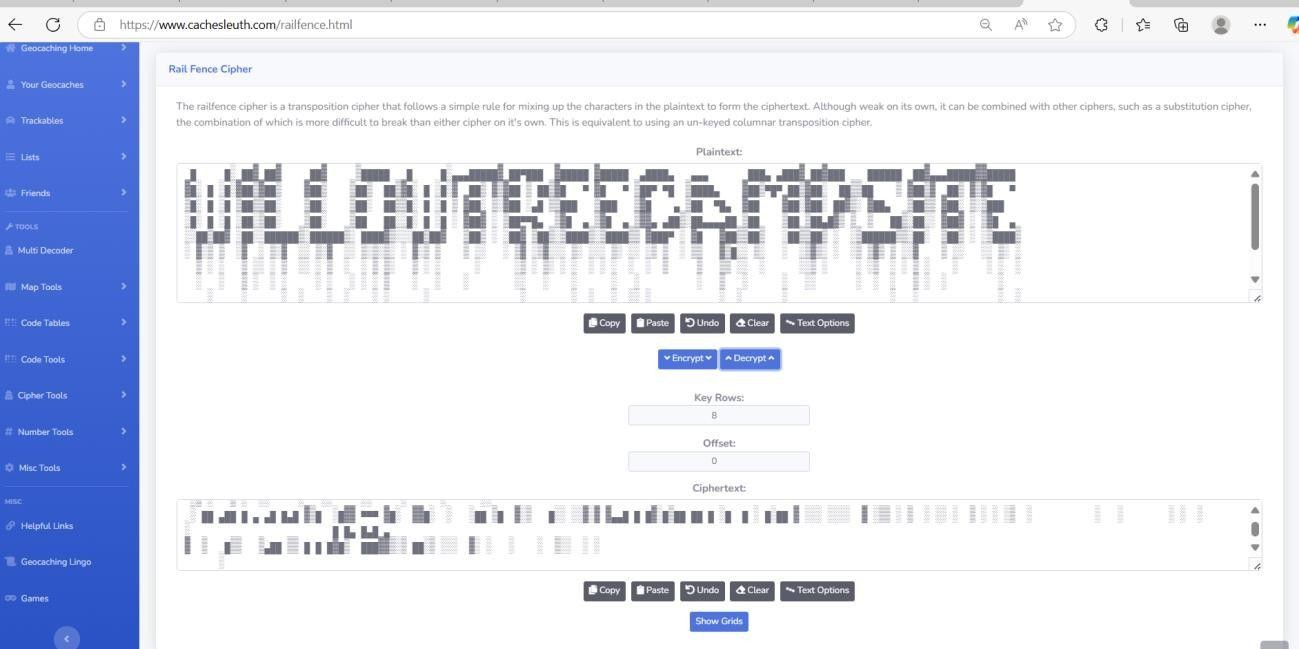 https://www.cachesleuth.com/railfence.html
Geocaching Home
Your Geocaches
Trackables
Lists
Friends
TOOLS
Multi Decoder
Map Tools
Code Tables
Code Tools
Cipher Tools
Number Tools
Misc Tools
MISC
Helpful Links
Geocaching Lingo
Games
Rail Fence Cipher
The railfence cipher is a transposition cipher that follows a simple rule for mixing up the characters in the plaintext to form the ciphertext. Although weak on its own, it can be combined with other ciphers, such as a substitution cipher,
the combination of which is more difficult to break than either cipher on it's own. This is equivalent to using an un-keyed columnar transposition cipher.
Plaintext:
Copy Paste Undo Clear Text Options
Encrypt Decrypt
Key Rows:
8
Offset:
0
Ciphertext:
Copy Paste Undo Clear Text Options
Show Grids